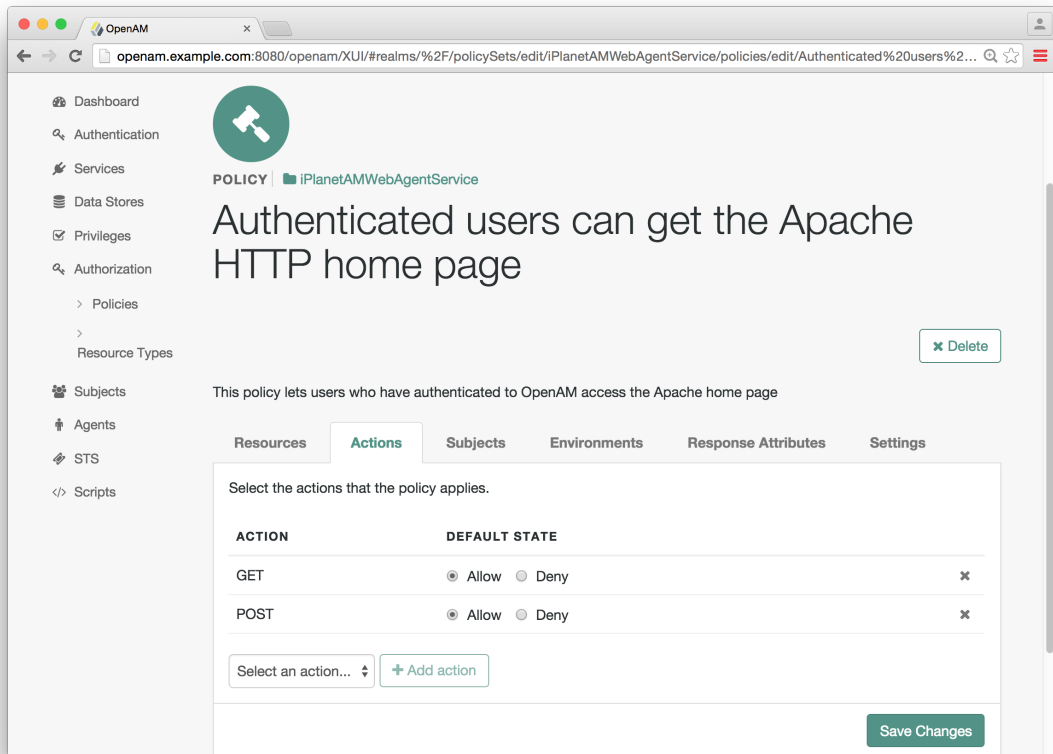 OpenAM
openam.example.com:8080/openam/XUI/#realms/%2F/policySets/edit/iPlanetAMWebAgentService/policies/edit/Authenticated%20users%2...
Dashboard
Authentication
Services
Data Stores
Privileges
Authorization
Policies
Resource Types
Subjects
Agents
STS
Scripts
POLICY iPlanetAMWebAgentService
Authenticated users can get the Apache
HTTP home page
Delete
This policy lets users who have authenticated to OpenAM access the Apache home page
Resources Actions Subjects Environments Response Attributes Settings
Select the actions that the policy applies.
ACTION DEFAULT STATE
GET Allow Deny
POST Allow Deny
Select an action... Add action
Save Changes